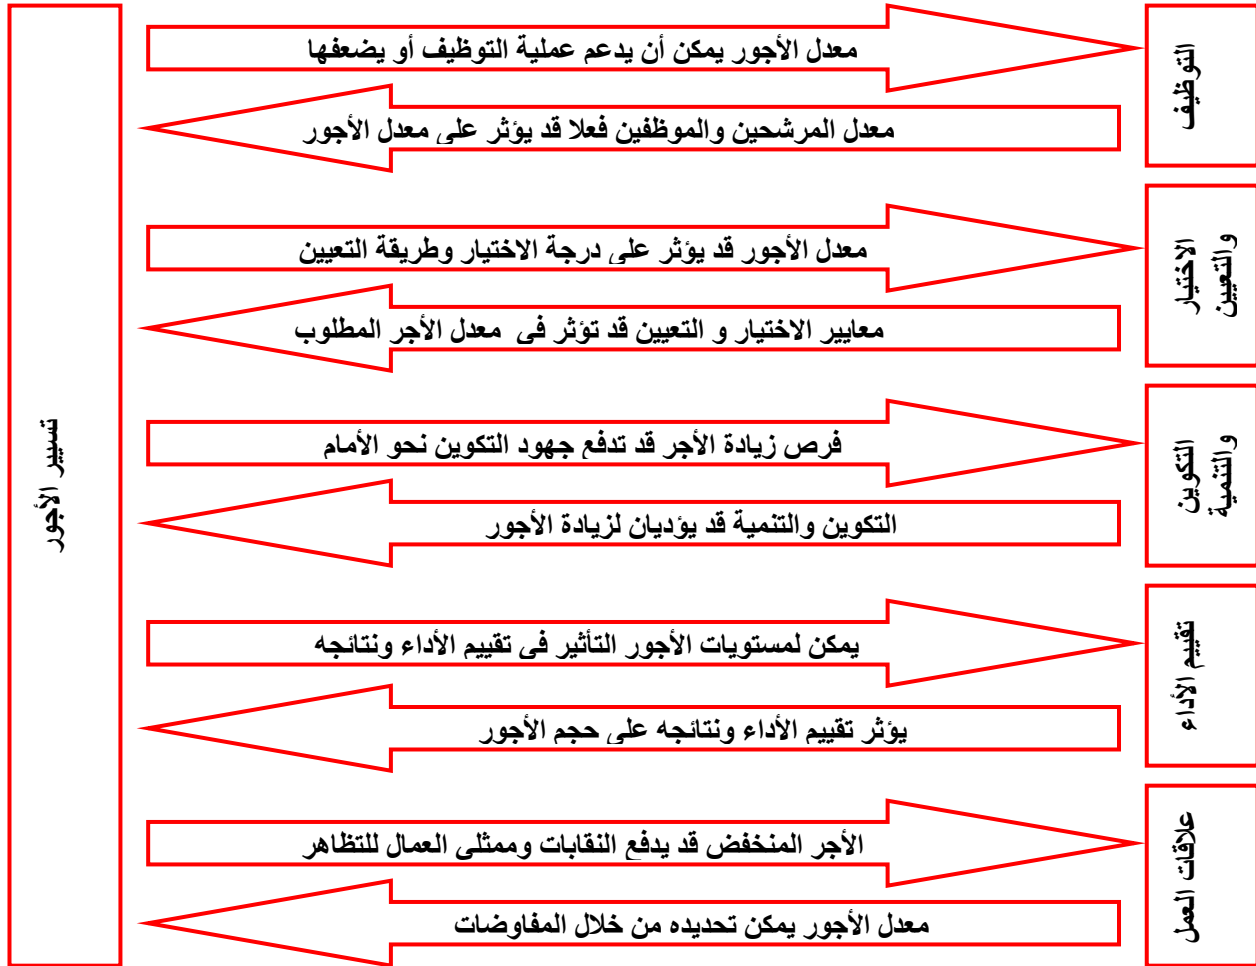 معدل الأجور يمكن أن يدعم عملية التوظيف أو يضعفها
معدل المرشحين والموظفين فعلا قد يؤثر على معدل الأجور
التوظيف
معدل الأجور قد يؤثر على درجة الاختيار وطريقة التعيين
معايير الاختيار و التعيين قد تؤثر في معدل الأجر المطلوب
الاختيار
والتعيين
فرص زيادة الأجر قد تدفع جهود التكوين نحو الأمام
التكوين والتنمية قد يؤديان لزيادة الأجور
التكوين
والتنمية
يمكن لمستويات الأجور التأثير في تقييم الأداء ونتائجه
يؤثر تقييم الأداء ونتائجه على حجم الأجور
تقييم الأداء
الأجر المنخفض قد يدفع النقابات وممثلي العمال للتظاهر
معدل الأجور يمكن تحديده من خلال المفاوضات
علاقات العمل
تسيير الأجور